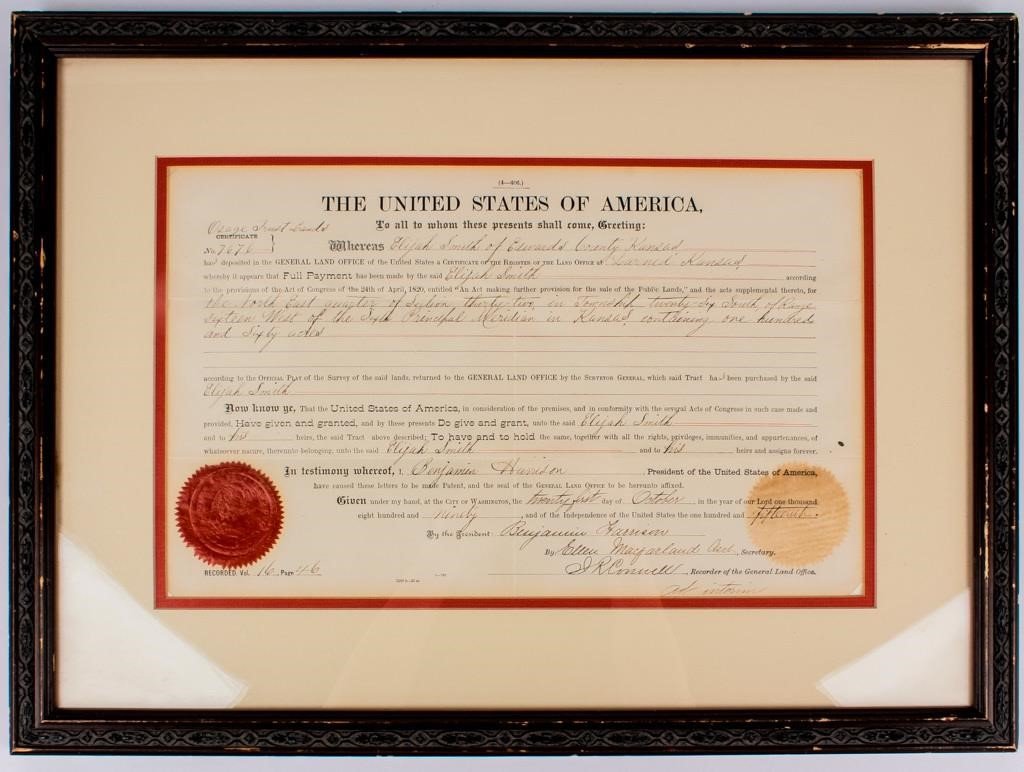 (4—406.)
THE UNITED STATES OF AMERICA,
To all to whom these presents shall come, Greeting:
Osage Trust Lands
CERTIFICATE
No. 7676 } Whereas Elijah Smith of Edwards County Kansas
has deposited in the GENERAL LAND OFFICE of the United States a CERTIFICATE OF THE REGISTER OF THE LAND OFFICE at Larned Kansas,
whereby it appears that Full Payment has been made by the said Elijah Smith according
to the provisions of the Act of Congress of the 24th of April, 1820, entitled "An Act making further provision for the sale of the Public Lands," and the acts supplemental thereto, for
the North East quarter of Section thirty-two, in Township twenty-six South of Range
sixteen West of the Sixth Principal Meridian in Kansas, containing one hundred
and sixty acres
according to the OFFICIAL PLAT of the Survey of the said lands, returned to the GENERAL LAND OFFICE by the SURVEYOR GENERAL, which said Tract has been purchased by the said
Elijah Smith
Now know ye, That the United States of America, in consideration of the premises, and in conformity with the several Acts of Congress in such case made and
provided, Have given and granted, and by these presents Do give and grant, unto the said Elijah Smith
and to his heirs, the said Tract above described; To have and to hold the same, together with all the rights, privileges, immunities, and appurtenances, of
whatsoever nature, thereunto belonging, unto the said Elijah Smith and to his heirs and assigns forever.
In testimony whereof, I, Benjamin Harrison President of the United States of America,
have caused these letters to be made Patent, and the seal of the GENERAL LAND OFFICE to be hereunto affixed.
Given under my hand, at the CITY OF WASHINGTON, the twenty first day of October in the year of our Lord one thousand
eight hundred and ninety, and of the Independence of the United States the one hundred and fifteenth.
By the President: Benjamin Harrison
By Ellen Macfarland Asst. Secretary.
RECORDED, Vol. 16, Page 46 J R Conwell, Recorder of the General Land Office.
ad interim